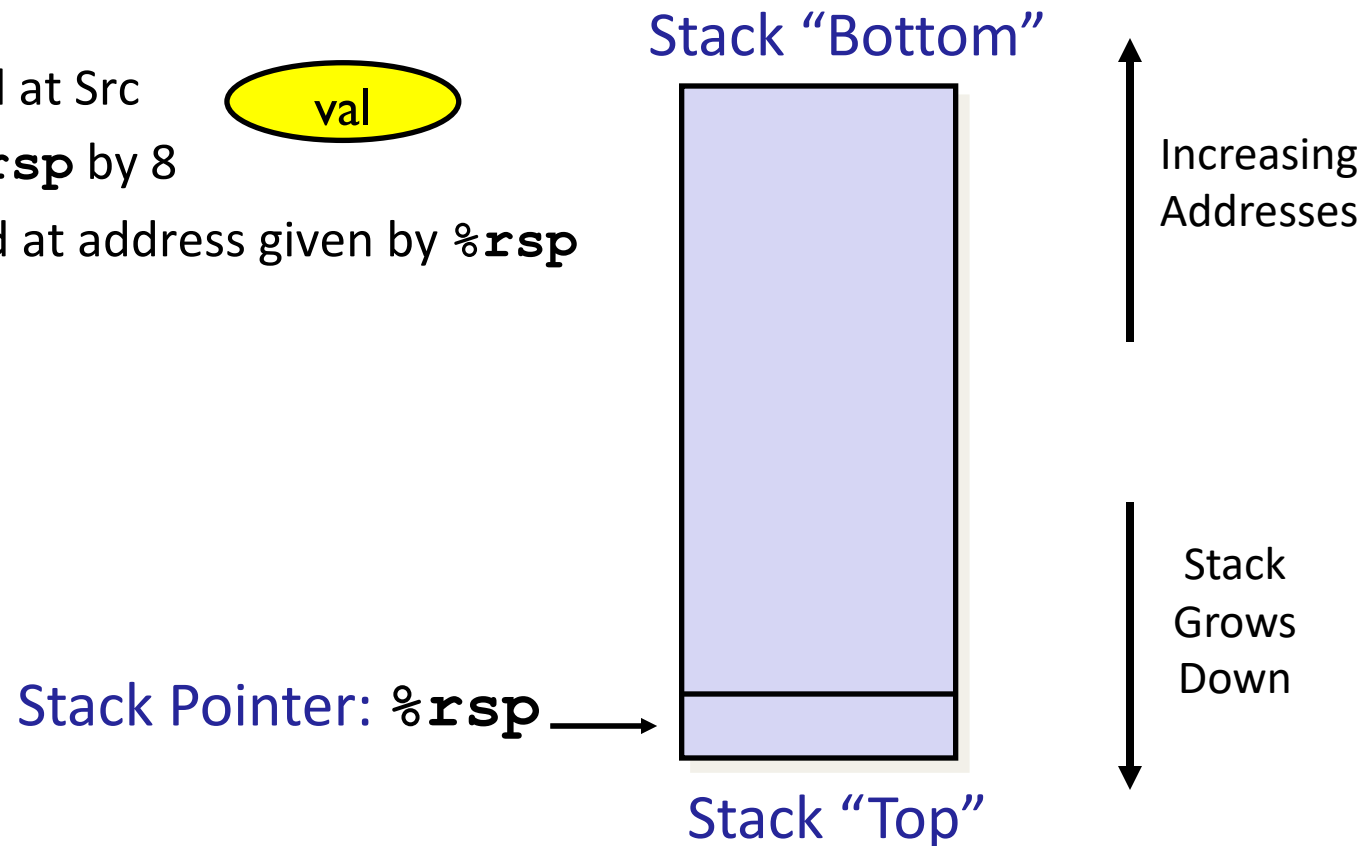 Stack “Bottom”
at Src
val
rsp by 8
at address given by %rsp
Increasing
Addresses
Stack
Grows
Down
Stack Pointer: %rsp
Stack “Top”